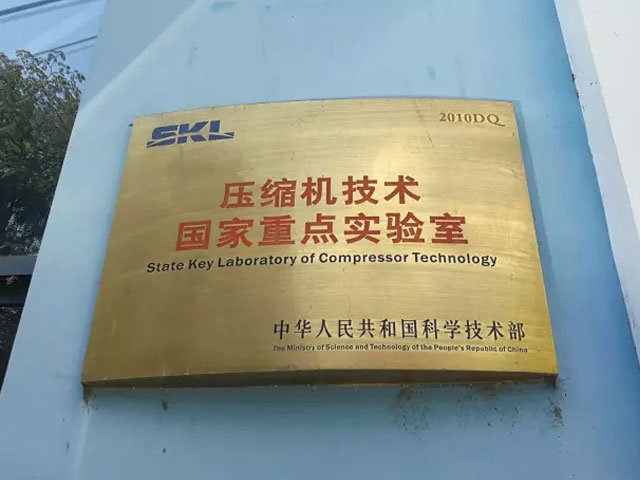 SKL
2010DQ
压缩机技术
国家重点实验室
State Key Laboratory of Compressor Technology
中华人民共和国科学技术部
The Ministry of Science and Technology of the People's Republic of China